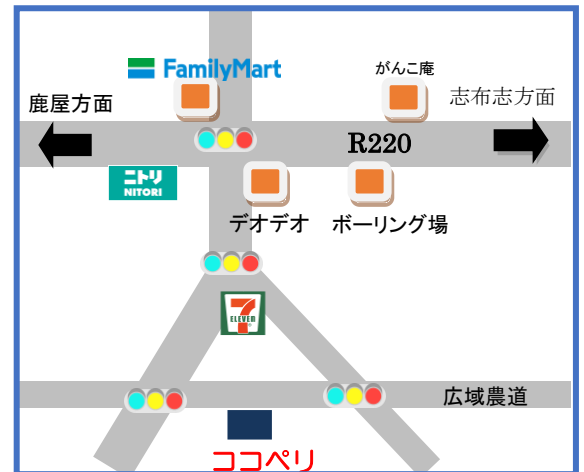 FamilyMart
がんこ庵
鹿屋方面
志布志方面
R220
ニトリ
NITORI
デオデオ
ボーリング場
7
ELEVEN
広域農道
ココペリ